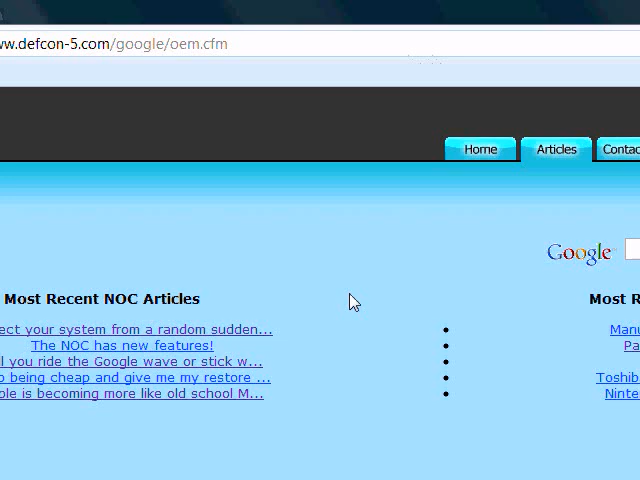 ww.defcon-5.com/google/oem.cfm
Home Articles Contac
Google
Most Recent NOC Articles
Most R
ect your system from a random sudden...
The NOC has new features!
l you ride the Google wave or stick w...
o being cheap and give me my restore ...
ple is becoming more like old school M...
Manu
Pa
Toshib
Ninte